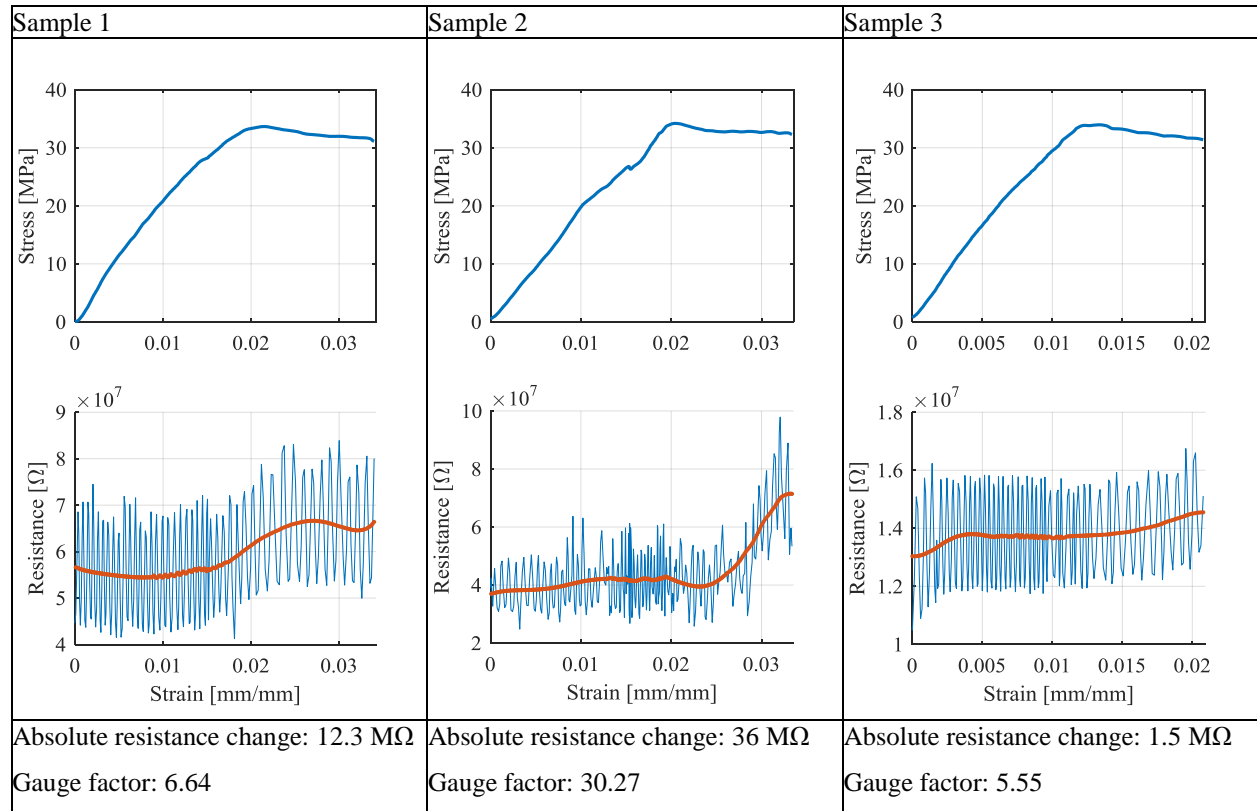 Sample 1
Sample 2
Sample 3
40
30
20
10
0
Stress [MPa]
0 0.01 0.02 0.03
40
30
20
10
0
Stress [MPa]
0 0.01 0.02 0.03
40
30
20
10
0
Stress [MPa]
0 0.005 0.01 0.015 0.02
×10⁷
9
8
7
6
5
4
Resistance [Ω]
0 0.01 0.02 0.03
Strain [mm/mm]
×10⁷
10
8
6
4
2
Resistance [Ω]
0 0.01 0.02 0.03
Strain [mm/mm]
×10⁷
1.8
1.6
1.4
1.2
1
Resistance [Ω]
0 0.005 0.01 0.015 0.02
Strain [mm/mm]
Absolute resistance change: 12.3 MΩ
Gauge factor: 6.64
Absolute resistance change: 36 MΩ
Gauge factor: 30.27
Absolute resistance change: 1.5 MΩ
Gauge factor: 5.55